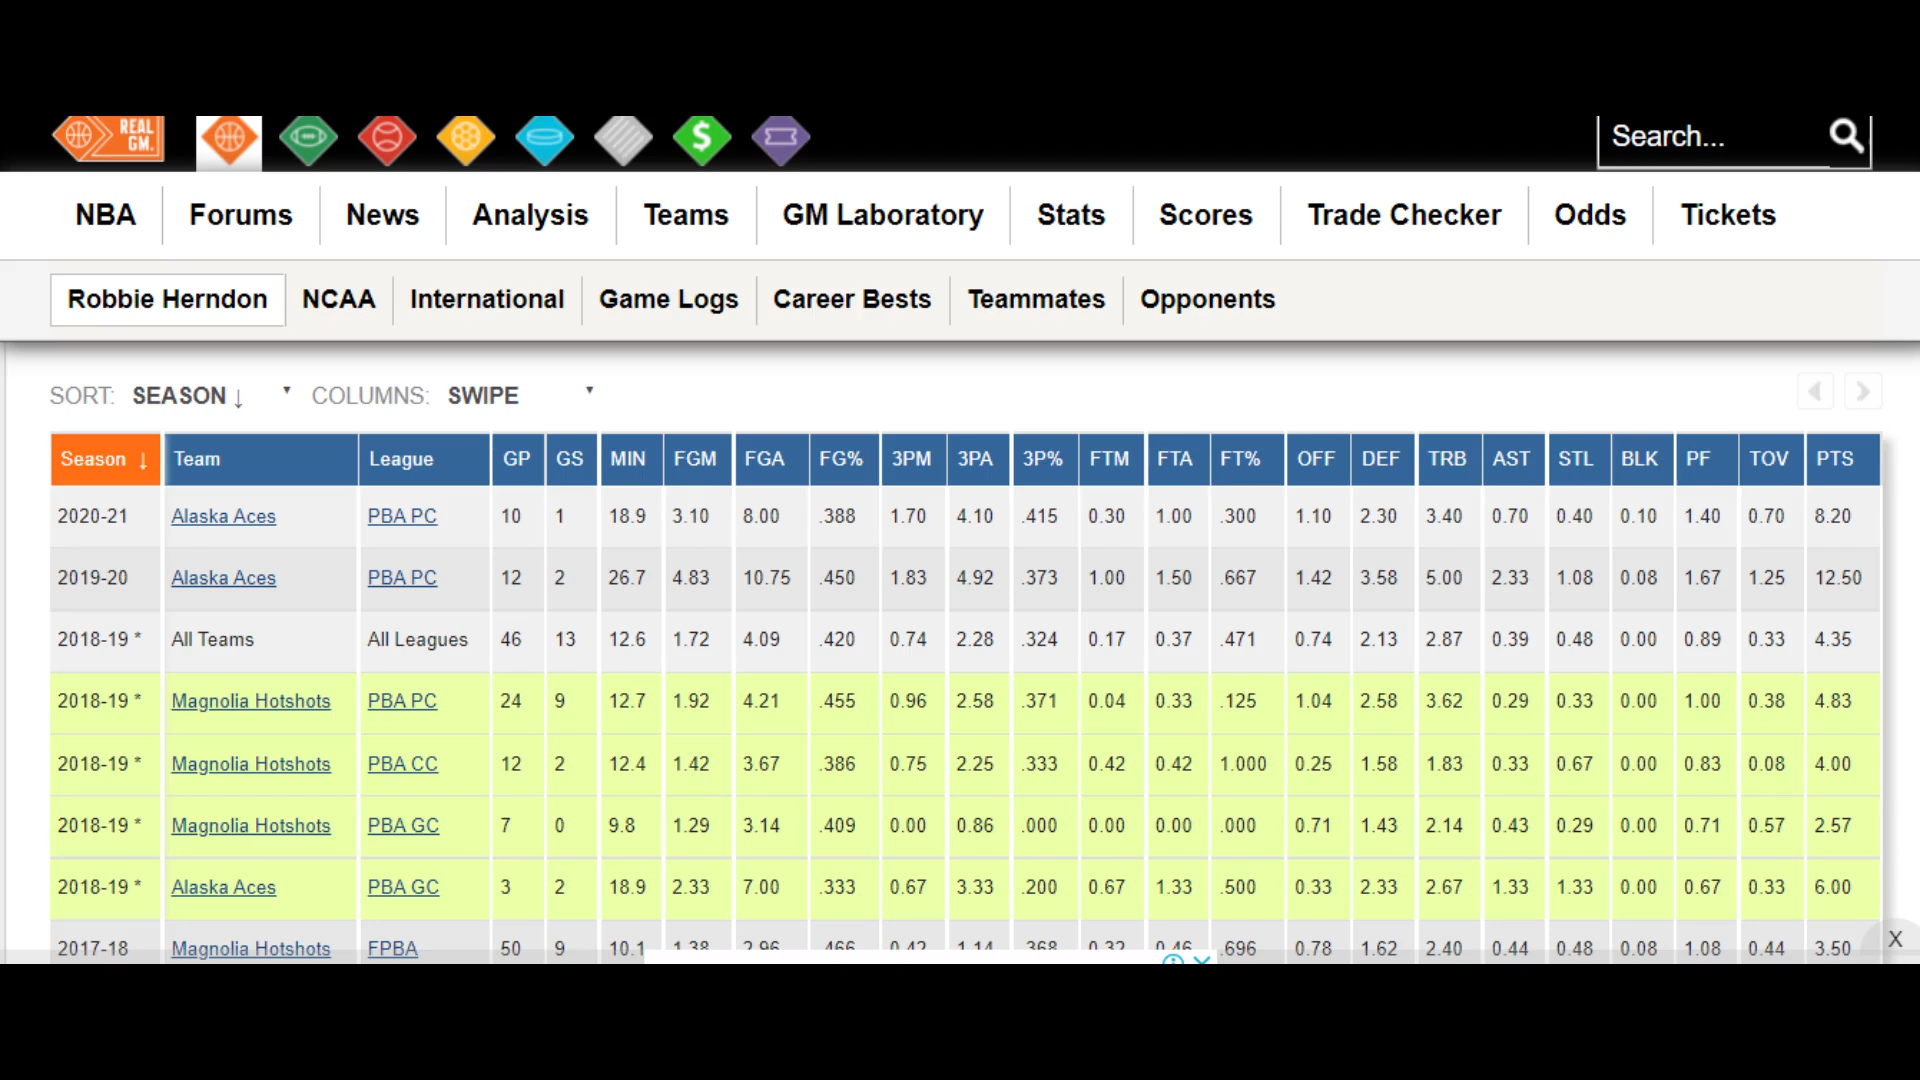 REAL GM.
$
Search...
NBA Forums News Analysis Teams GM Laboratory Stats Scores Trade Checker Odds Tickets
Robbie Herndon NCAA International Game Logs Career Bests Teammates Opponents
SORT: SEASON ↓ ▾ COLUMNS: SWIPE ▾
Season ↓ Team League GP GS MIN FGM FGA FG% 3PM 3PA 3P% FTM FTA FT% OFF DEF TRB AST STL BLK PF TOV PTS
2020-21 Alaska Aces PBA PC 10 1 18.9 3.10 8.00 .388 1.70 4.10 .415 0.30 1.00 .300 1.10 2.30 3.40 0.70 0.40 0.10 1.40 0.70 8.20
2019-20 Alaska Aces PBA PC 12 2 26.7 4.83 10.75 .450 1.83 4.92 .373 1.00 1.50 .667 1.42 3.58 5.00 2.33 1.08 0.08 1.67 1.25 12.50
2018-19 * All Teams All Leagues 46 13 12.6 1.72 4.09 .420 0.74 2.28 .324 0.17 0.37 .471 0.74 2.13 2.87 0.39 0.48 0.00 0.89 0.33 4.35
2018-19 * Magnolia Hotshots PBA PC 24 9 12.7 1.92 4.21 .455 0.96 2.58 .371 0.04 0.33 .125 1.04 2.58 3.62 0.29 0.33 0.00 1.00 0.38 4.83
2018-19 * Magnolia Hotshots PBA CC 12 2 12.4 1.42 3.67 .386 0.75 2.25 .333 0.42 0.42 1.000 0.25 1.58 1.83 0.33 0.67 0.00 0.83 0.08 4.00
2018-19 * Magnolia Hotshots PBA GC 7 0 9.8 1.29 3.14 .409 0.00 0.86 .000 0.00 0.00 .000 0.71 1.43 2.14 0.43 0.29 0.00 0.71 0.57 2.57
2018-19 * Alaska Aces PBA GC 3 2 18.9 2.33 7.00 .333 0.67 3.33 .200 0.67 1.33 .500 0.33 2.33 2.67 1.33 1.33 0.00 0.67 0.33 6.00
2017-18 Magnolia Hotshots FPBA 50 9 10.1 1.38 2.96 .466 0.42 1.14 .368 0.32 0.46 .696 0.78 1.62 2.40 0.44 0.48 0.08 1.08 0.44 3.50
X